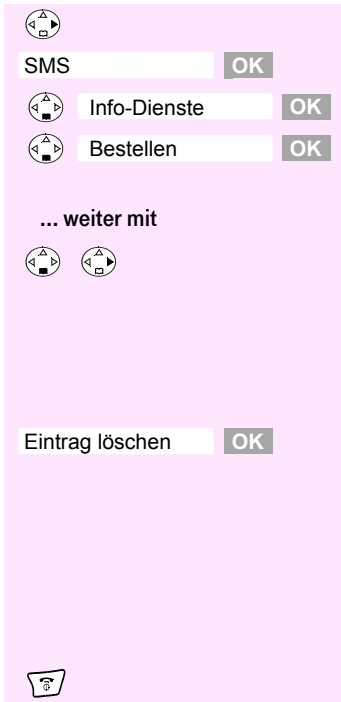 SMS OK
Info-Dienste OK
Bestellen OK
... weiter mit
Eintrag löschen OK